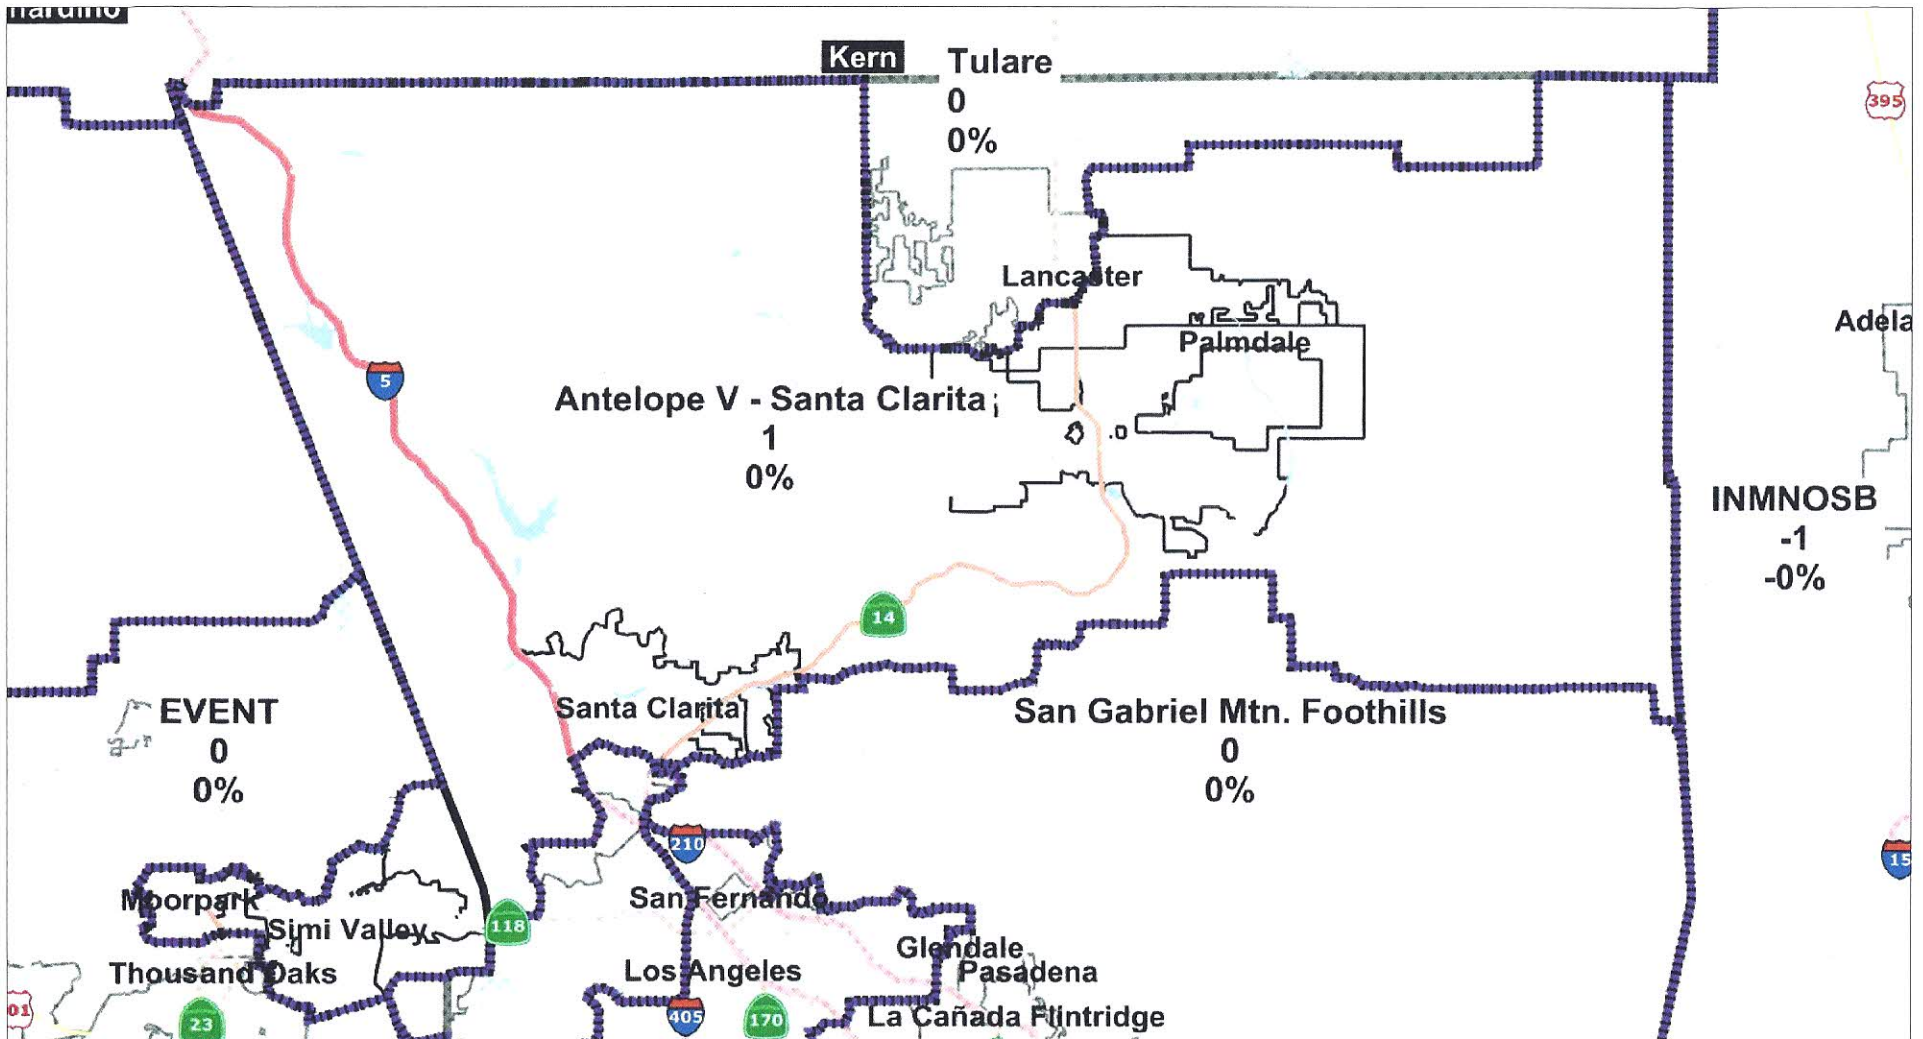 Kern
Tulare
0
0%
395
Lancaster
Adela
Palmdale
5
Antelope V - Santa Clarita
1
0%
INMNOSB
-1
-0%
14
Santa Clarita
EVENT
0
0%
San Gabriel Mtn. Foothills
0
0%
210
15
Moorpark
San Fernando
Simi Valley
118
Glendale
Thousand Oaks
Los Angeles
Pasadena
01
23
405
170
La Cañada Flintridge